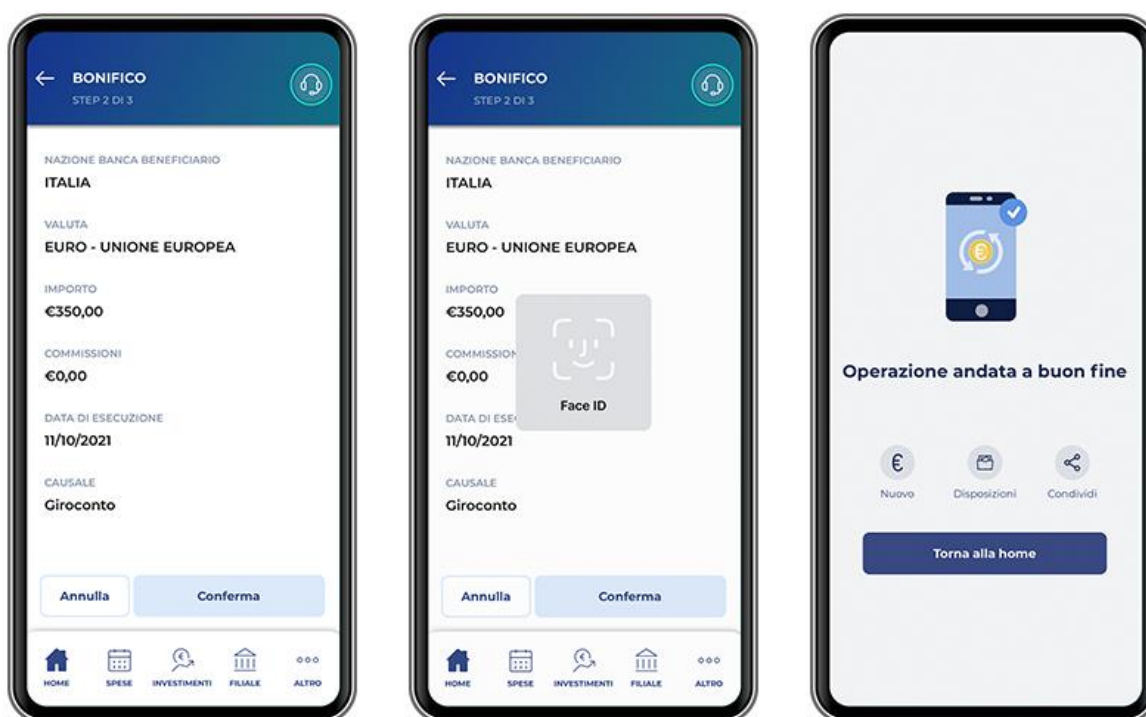 BONIFICO
STEP 2 DI 3
NAZIONE BANCA BENEFICIARIO
ITALIA
VALUTA
EURO - UNIONE EUROPEA
IMPORTO
€350,00
COMMISSIONI
€0,00
DATA DI ESECUZIONE
11/10/2021
CAUSALE
Giroconto
Annulla Conferma
HOME SPESE INVESTIMENTI FILIALE ALTRO
BONIFICO
STEP 2 DI 3
NAZIONE BANCA BENEFICIARIO
ITALIA
VALUTA
EURO - UNIONE EUROPEA
IMPORTO
€350,00
COMMISSION
€0,00
Face ID
DATA DI ESE
11/10/2021
CAUSALE
Giroconto
Annulla Conferma
HOME SPESE INVESTIMENTI FILIALE ALTRO
€
Operazione andata a buon fine
€
Nuovo Disposizioni Condividi
Torna alla home